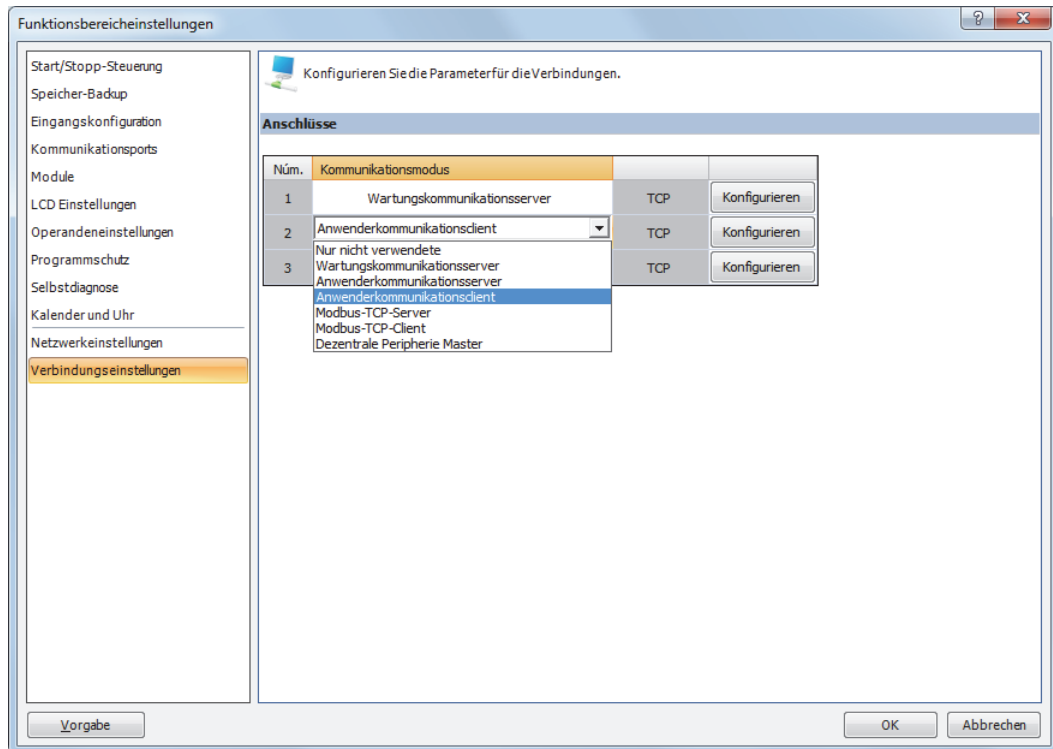 Funktionsbereicheinstellungen
Start/Stopp-Steuerung
Speicher-Backup
Eingangskonfiguration
Kommunikationsports
Module
LCD Einstellungen
Operandeneinstellungen
Programmschutz
Selbstdiagnose
Kalender und Uhr
Netzwerkeinstellungen
Verbindungseinstellungen
Konfigurieren Sie die Parameter für die Verbindungen.
Anschlüsse
Núm. Kommunikationsmodus
1 Wartungskommunikationsserver TCP Konfigurieren
2 Anwenderkommunikationsclient TCP Konfigurieren
3 TCP Konfigurieren
Nur nicht verwendete
Wartungskommunikationsserver
Anwenderkommunikationsserver
Anwenderkommunikationsclient
Modbus-TCP-Server
Modbus-TCP-Client
Dezentrale Peripherie Master
Vorgabe OK Abbrechen